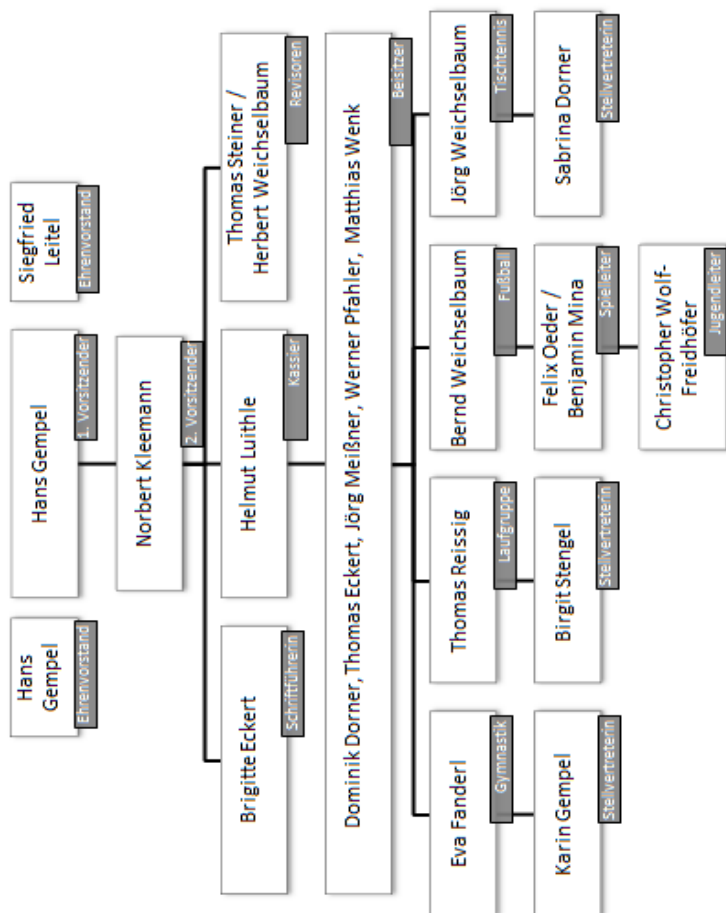 Hans
Gempel
Ehrenvorstand
Hans Gempel
1. Vorsitzender
Siegfried
Leitel
Ehrenvorstand
Norbert Kleemann
2. Vorsitzender
Brigitte Eckert
Schriftführerin
Helmut Luithle
Kassier
Thomas Steiner /
Herbert Weichselbaum
Revisoren
Dominik Dorner, Thomas Eckert, Jörg Meißner, Werner Pfahler, Matthias Wenk
Beisitzer
Eva Fanderl
Gymnastik
Thomas Reissig
Laufgruppe
Bernd Weichselbaum
Fußball
Jörg Weichselbaum
Tischtennis
Karin Gempel
Stellvertreterin
Birgit Stengel
Stellvertreterin
Felix Oeder /
Benjamin Mina
Spielleiter
Sabrina Dorner
Stellvertreterin
Christopher Wolf-
Freidhöfer
Jugendleiter